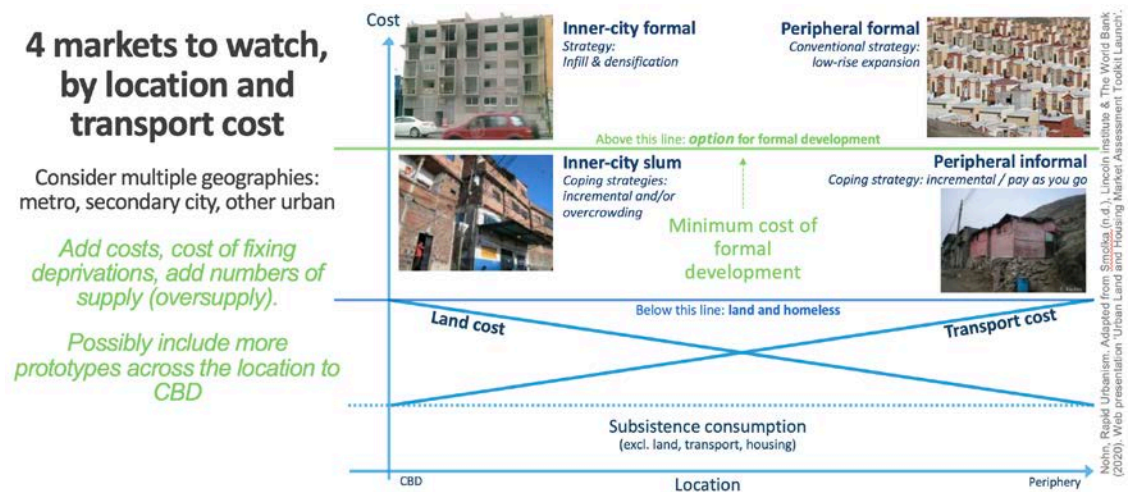 4 markets to watch,
by location and
transport cost
Consider multiple geographies:
metro, secondary city, other urban
Add costs, cost of fixing
deprivations, add numbers of
supply (oversupply).
Possibly include more
prototypes across the location to
CBD
Cost
Inner-city formal
Strategy:
Infill & densification
Peripheral formal
Conventional strategy:
low-rise expansion
Above this line: option for formal development
Inner-city slum
Coping strategies:
incremental and/or
overcrowding
Peripheral informal
Coping strategy: incremental / pay as you go
Minimum cost of
formal
development
Below this line: land and homeless
Land cost
Transport cost
Subsistence consumption
(excl. land, transport, housing)
CBD
Location
Periphery
Nohn, Rapid Urbanism. Adapted from Smolka (n.d.), Lincoln institute & The World Bank
(2020). Web presentation 'Urban Land and Housing Market Assessment Toolkit Launch'.